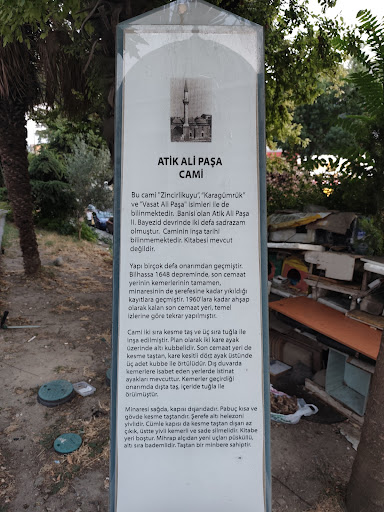 ATİK ALİ PAŞA
CAMİ
Bu cami "Zincirlikuyu", "Karagümrük"
ve "Vasat Ali Paşa" isimleri ile de
bilinmektedir. Banisi olan Atik Ali Paşa
II. Bayezid devrinde iki defa sadrazam
olmuştur. Caminin inşa tarihi
bilinmemektedir. Kitabesi mevcut
değildir.
Yapı birçok defa onarımdan geçmiştir.
Bilhassa 1648 depreminde, son cemaat
yerinin kemerlerinin tamamen,
minaresinin de şerefesine kadar yıkıldığı
kayıtlara geçmiştir. 1960'lara kadar ahşap
olarak kalan son cemaat yeri, temel
izlerine göre tekrar yapılmıştır.
Cami iki sıra kesme taş ve üç sıra tuğla ile
inşa edilmiştir. Plan olarak iki kare ayak
üzerinde altı kubbelidir. Son cemaat yeri de
kesme taştan, kare kesitli dört ayak üstünde
üç adet kubbe ile örtülüdür. Dış duvarda
kemerlere isabet eden yerlerde istinat
ayakları mevcuttur. Kemerler geçirdiği
onarımda dışta taş, içeride tuğla ile
örülmüştür.
Minaresi sağda, kapısı dışarıdadır. Pabuç kısa ve
gövde kesme taştandır. Şerefe altı helezoni
yivlidir. Cümle kapısı da kesme taştan dışarı az
çıkık, üstte yivli kemerli ve sade silmelidir. Kitabe
yeri boştur. Mihrap alçıdan yeni uçları püsküllü,
altı sıra bademlidir. Taştan bir minbere sahiptir.